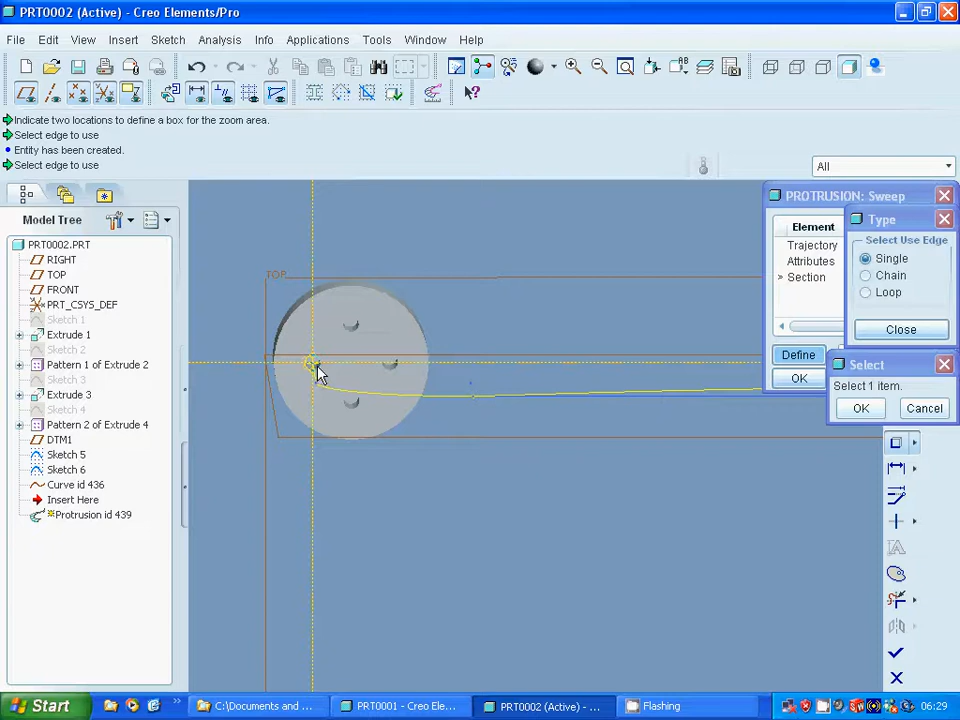 PRT0002 (Active) - Creo Elements/Pro
File Edit View Insert Sketch Analysis Info Applications Tools Window Help
Indicate two locations to define a box for the zoom area.
Select edge to use
Entity has been created.
Select edge to use
All
Model Tree
PRT0002.PRT
RIGHT
TOP
FRONT
PRT_CSYS_DEF
Sketch 1
Extrude 1
Sketch 2
Pattern 1 of Extrude 2
Sketch 3
Extrude 3
Sketch 4
Pattern 2 of Extrude 4
DTM1
Sketch 5
Sketch 6
Curve id 436
Insert Here
Protrusion id 439
TOP
PROTRUSION: Sweep
Element
Trajectory
Attributes
Section
Define
OK
Type
Select Use Edge
Single
Chain
Loop
Close
Select
Select 1 item.
OK Cancel
Start
C:\Documents and ...
PRT0001 - Creo Eleme...
PRT0002 (Active) - ...
Flashing
06:29